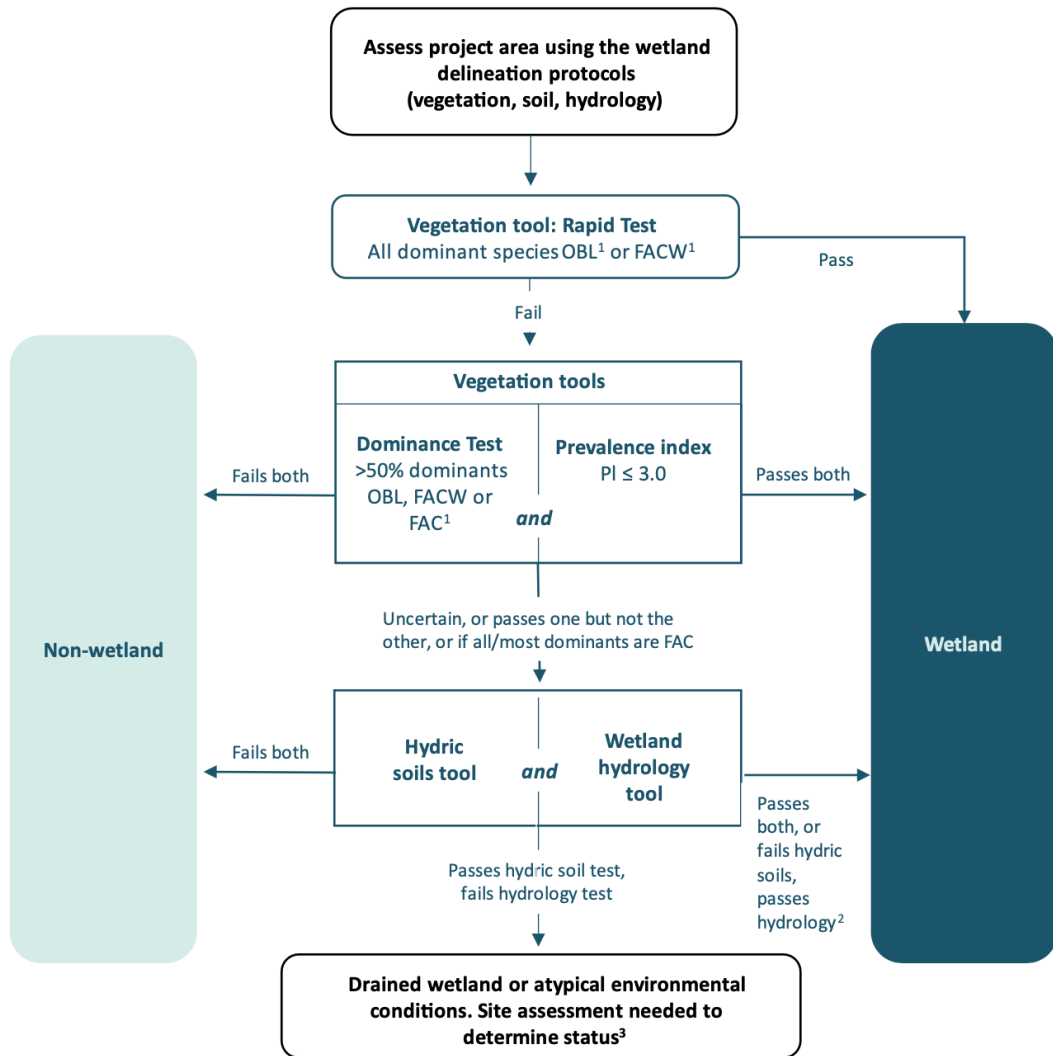 Assess project area using the wetland
delineation protocols
(vegetation, soil, hydrology)
Vegetation tool: Rapid Test
All dominant species OBL¹ or FACW¹
Pass
Fail
Vegetation tools
Dominance Test
>50% dominants
OBL, FACW or
FAC¹
and
Prevalence index
PI ≤ 3.0
Fails both
Passes both
Uncertain, or passes one but not the
other, or if all/most dominants are FAC
Non-wetland
Wetland
Hydric
soils tool
and
Wetland
hydrology
tool
Fails both
Passes
both, or
fails hydric
soils,
passes
hydrology²
Passes hydric soil test,
fails hydrology test
Drained wetland or atypical environmental
conditions. Site assessment needed to
determine status³